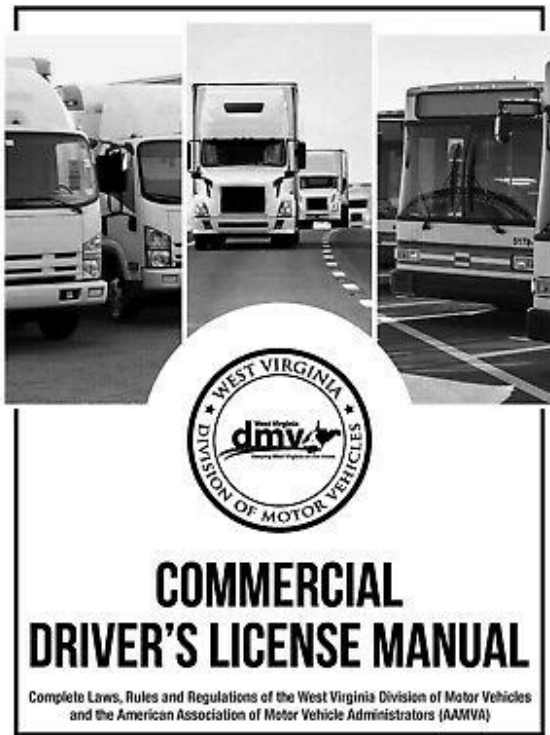 WEST VIRGINIA
West Virginia
dmv
DIVISION OF MOTOR VEHICLES
COMMERCIAL
DRIVER'S LICENSE MANUAL
Complete Laws, Rules and Regulations of the West Virginia Division of Motor Vehicles
and the American Association of Motor Vehicle Administrators (AAMVA)